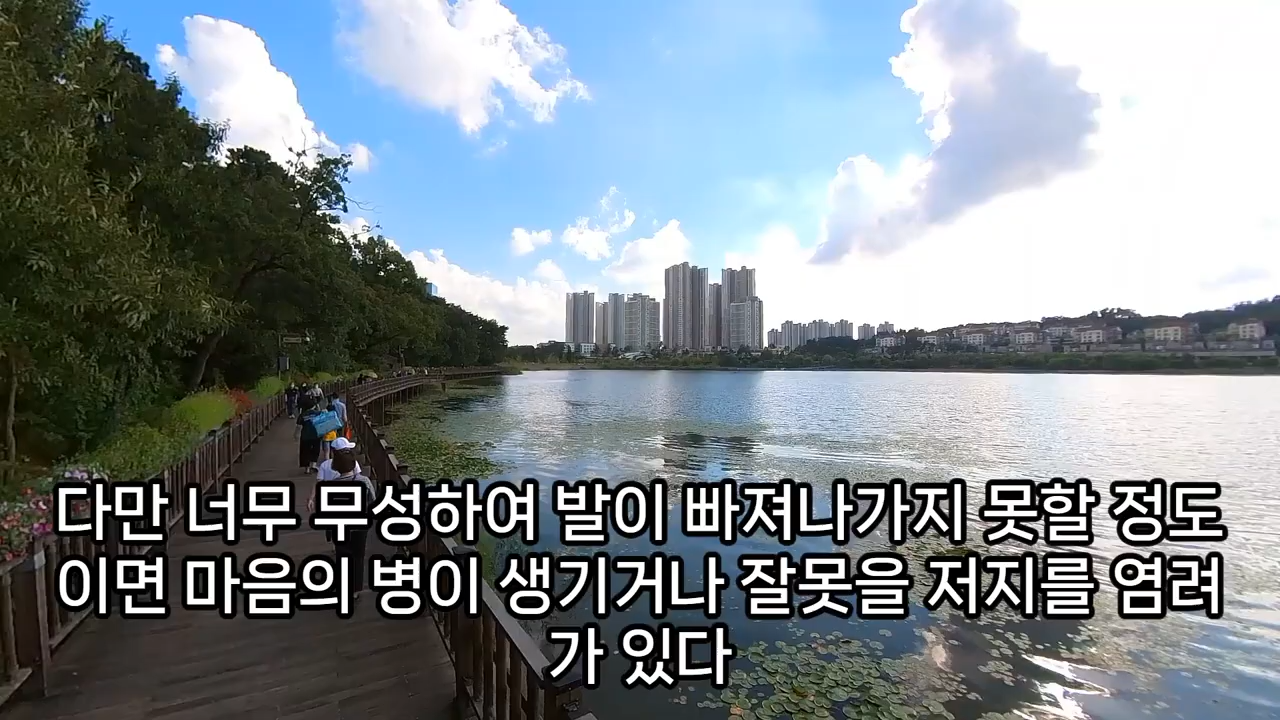 다만 너무 무성하여 발이 빠져나가지 못할 정도
이면 마음의 병이 생기거나 잘못을 저지를 염려
가 있다